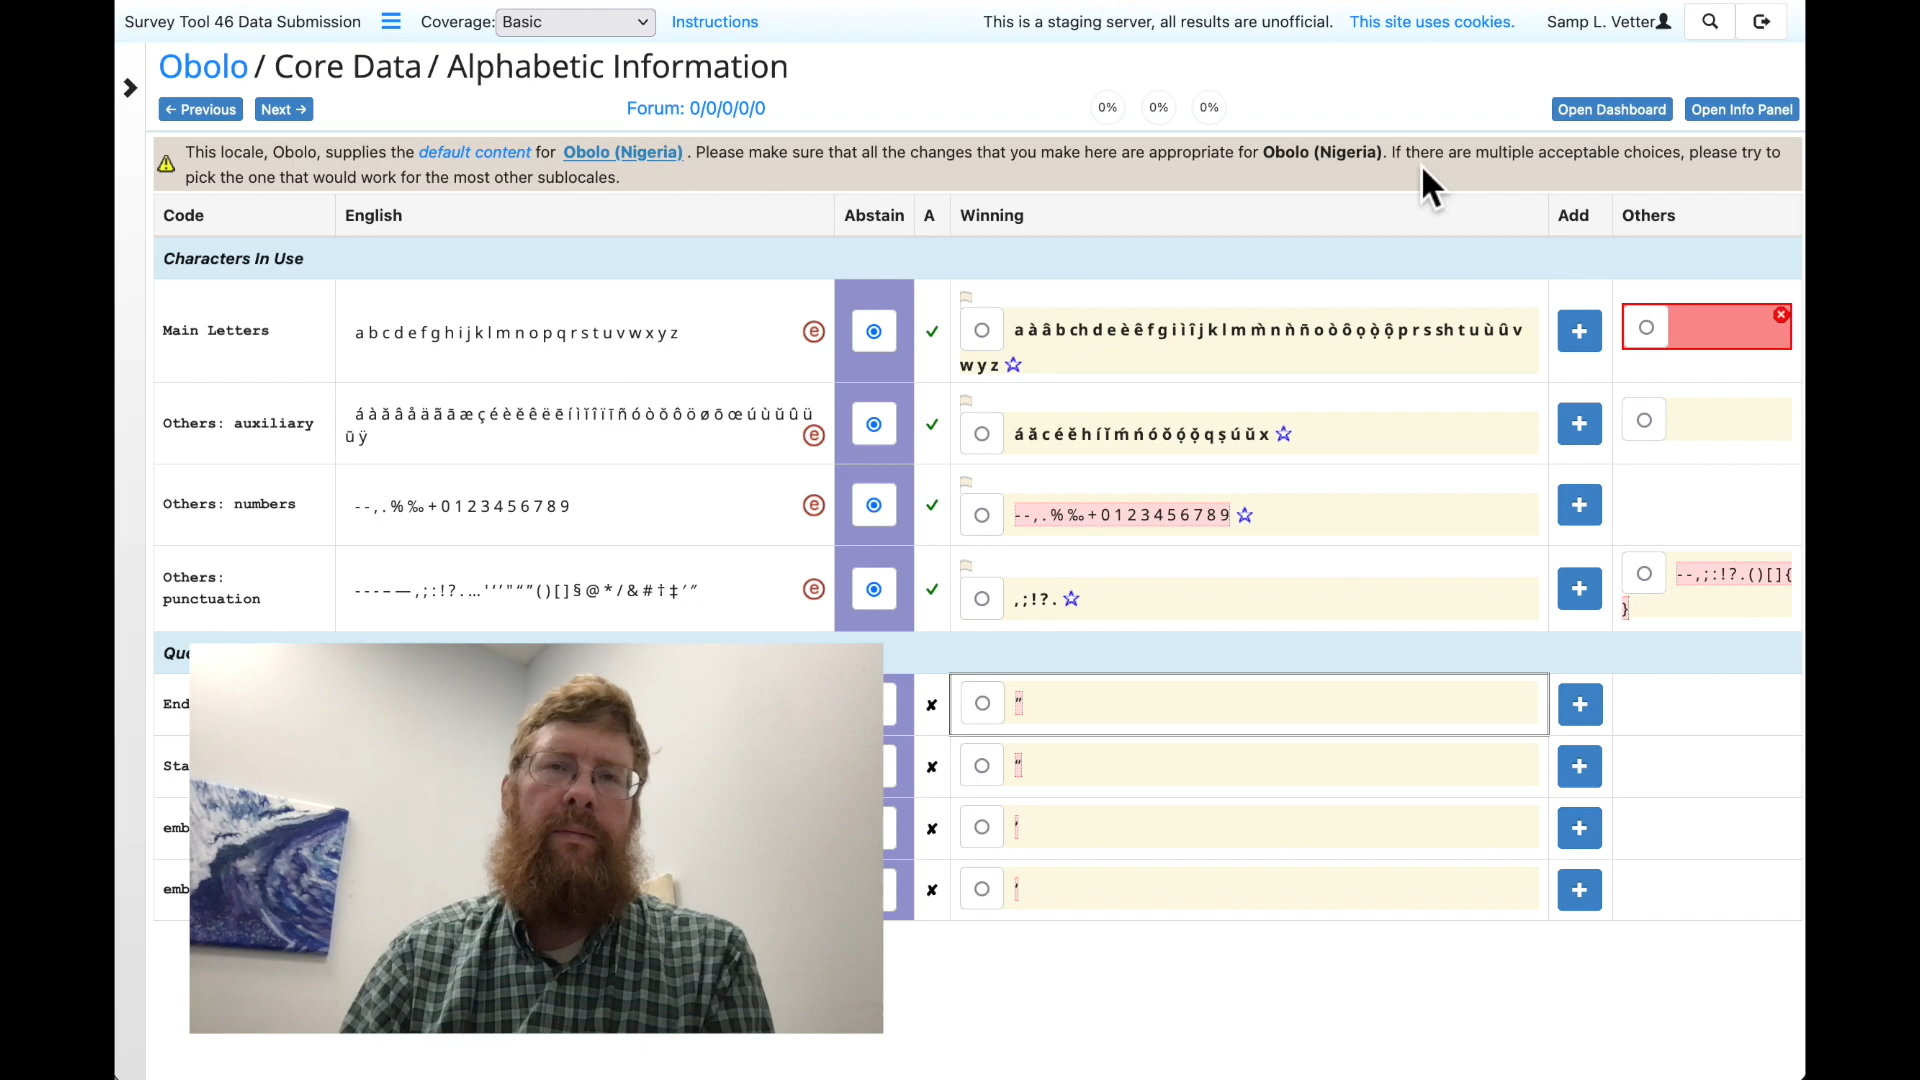 Survey Tool 46 Data Submission Coverage: Basic Instructions This is a staging server, all results are unofficial. This site uses cookies. Samp L. Vetter
Obolo / Core Data / Alphabetic Information
← Previous Next → Forum: 0/0/0/0/0 0% 0% 0% Open Dashboard Open Info Panel
This locale, Obolo, supplies the default content for Obolo (Nigeria) . Please make sure that all the changes that you make here are appropriate for Obolo (Nigeria). If there are multiple acceptable choices, please try to
pick the one that would work for the most other sublocales.
Code English Abstain A Winning Add Others
Characters In Use
Main Letters a b c d e f g h i j k l m n o p q r s t u v w x y z e a à â b ch d e è ê f g i ì î j k l m m̀ n ǹ n̄ o ò ô ọ ọ̀ ộ p r s sh t u ù û v
w y z
Others: auxiliary á à ă â å ä ã ā æ ç é è ĕ ê ë ē í ì ĭ î ï ī ñ ó ò ŏ ô ö ø ō œ ú ù ŭ û ü
ū ÿ e á ă c é ĕ h í ĭ ḿ ń ó ŏ ọ́ ọ̆ q ṣ ú ŭ x
Others: numbers - ‑ , . % ‰ + 0 1 2 3 4 5 6 7 8 9 e - ‑ , . % ‰ + 0 1 2 3 4 5 6 7 8 9
Others:
punctuation - ‐ ‑ – — , ; : ! ? . … ' ‘ ’ " “ ” ( ) [ ] § @ * / & # † ‡ ′ ″ e , ; ! ? . - ‑ , ; : ! ? . ( ) [ ] {
}
Quo
End ”
Sta “
emb ’
emb ‘